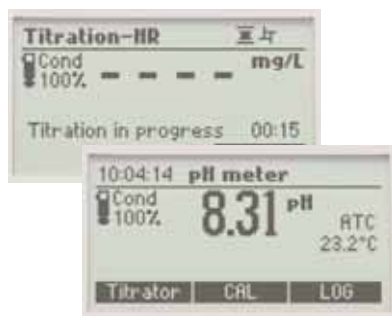 Titration-HR
Cond mg/L
100% - - - -
Titration in progress 00:15
10:04:14 pH meter
Cond 8.31 pH
100% ATC
23.2°C
Titrator CAL LOG